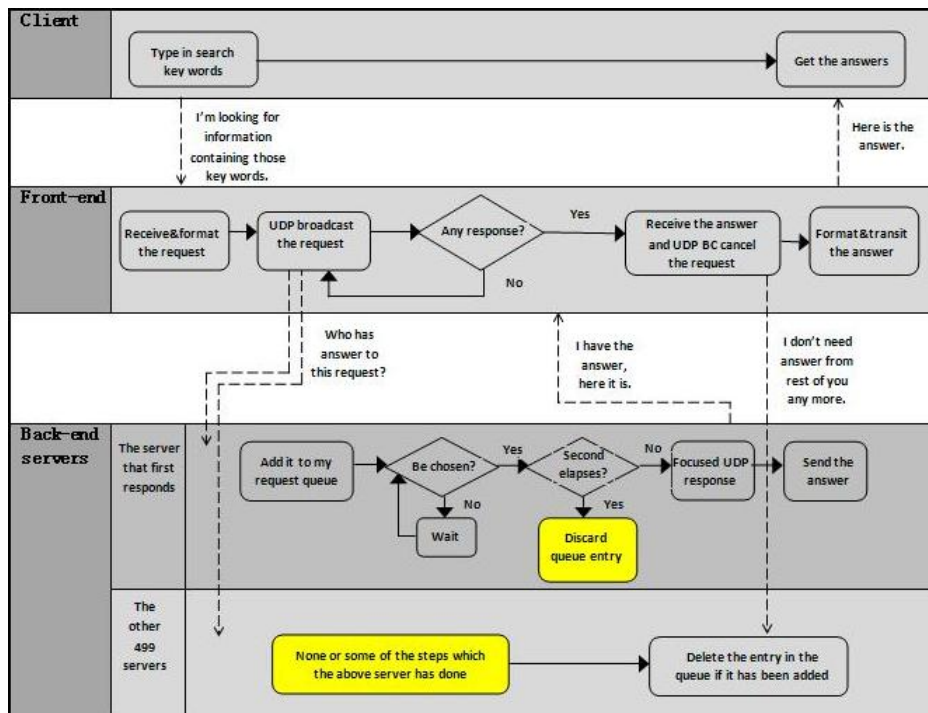 Client
Type in search
key words
Get the answers
I'm looking for
information
containing those
key words.
Here is the
answer.
Front-end
Receive&format
the request
UDP broadcast
the request
Any response?
Yes
No
Receive the answer
and UDP BC cancel
the request
Format&transit
the answer
Who has
answer to
this request?
I have the
answer,
here it is.
I don't need
answer from
rest of you
any more.
Back-end
servers
The server
that first
responds
Add it to my
request queue
Be chosen?
Yes
No
Wait
Second
elapses?
No
Yes
Discard
queue entry
Focused UDP
response
Send the
answer
The
other
499
servers
None or some of the steps which
the above server has done
Delete the entry in the
queue if it has been added